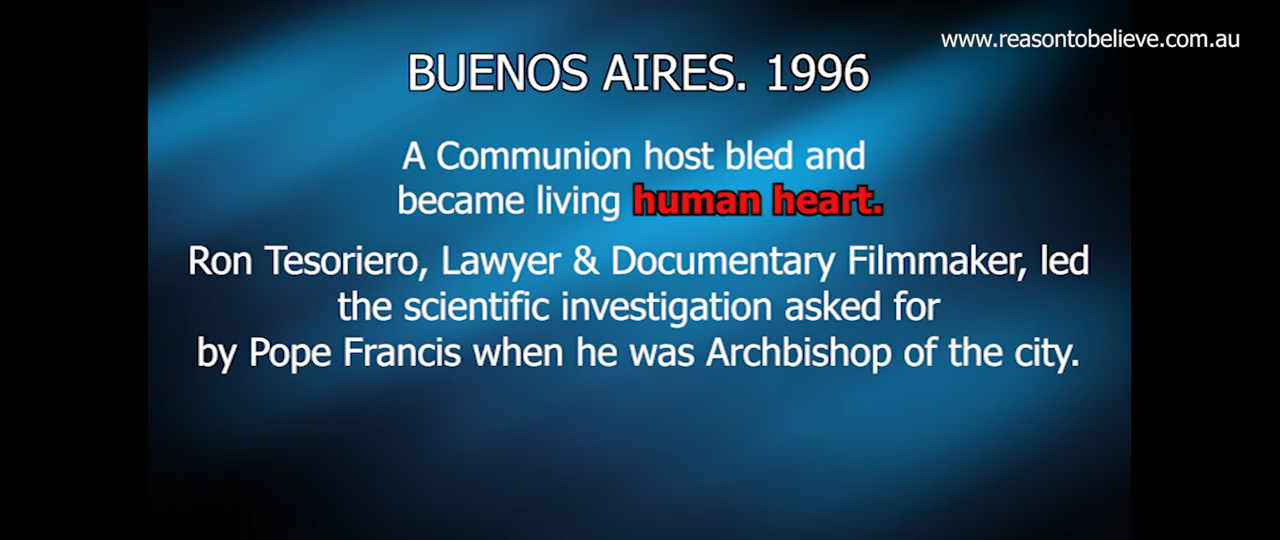 www.reasontobelieve.com.au
BUENOS AIRES. 1996
A Communion host bled and
became living human heart.
Ron Tesoriero, Lawyer & Documentary Filmmaker, led
the scientific investigation asked for
by Pope Francis when he was Archbishop of the city.